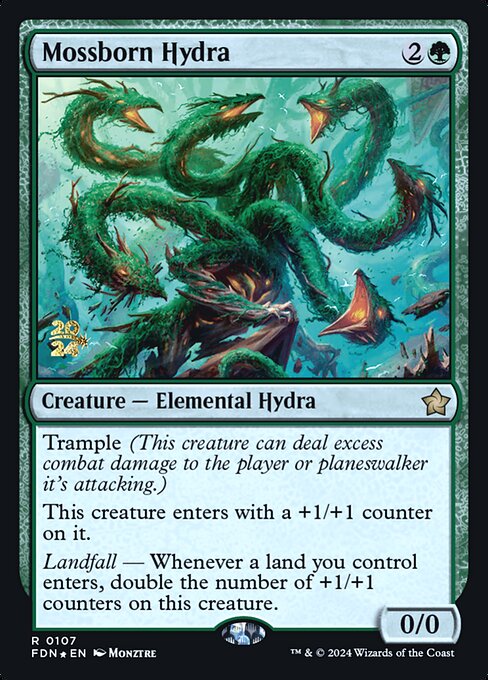 Mossborn Hydra 2
2024
Creature — Elemental Hydra
Trample (This creature can deal excess
combat damage to the player or planeswalker
it's attacking.)
This creature enters with a +1/+1 counter
on it.
Landfall — Whenever a land you control
enters, double the number of +1/+1
counters on this creature.
0/0
R 0107
FDN★EN Monztre
™ & © 2024 Wizards of the Coast